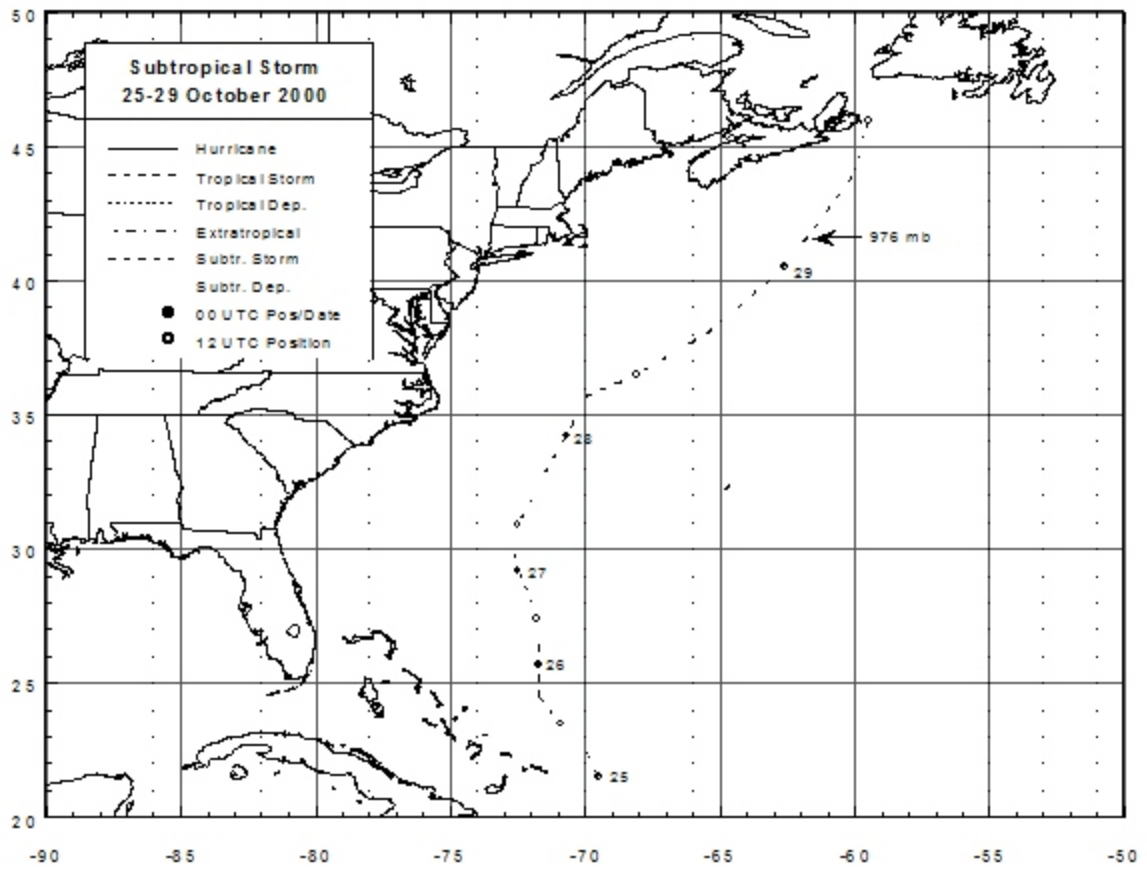 50
Subtropical Storm
25-29 October 2000
Hurricane
Tropical Storm
Tropical Dep.
Extratropical
Subtr. Storm
Subtr. Dep.
00 UTC Pos/Date
12 UTC Position
45
976 mb
29
40
35
28
30
27
26
25
25
20
-90 -85 -80 -75 -70 -65 -60 -55 -50